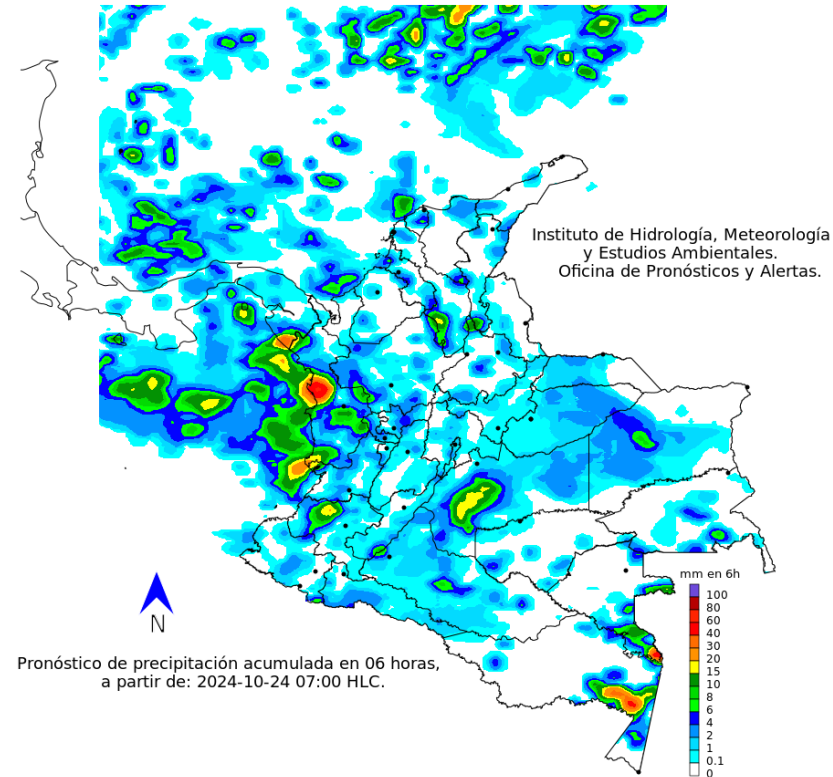 Instituto de Hidrología, Meteorología
y Estudios Ambientales.
Oficina de Pronósticos y Alertas.
mm en 6h
100
80
60
40
30
20
15
10
8
6
4
2
1
0.1
0
N
Pronóstico de precipitación acumulada en 06 horas,
a partir de: 2024-10-24 07:00 HLC.